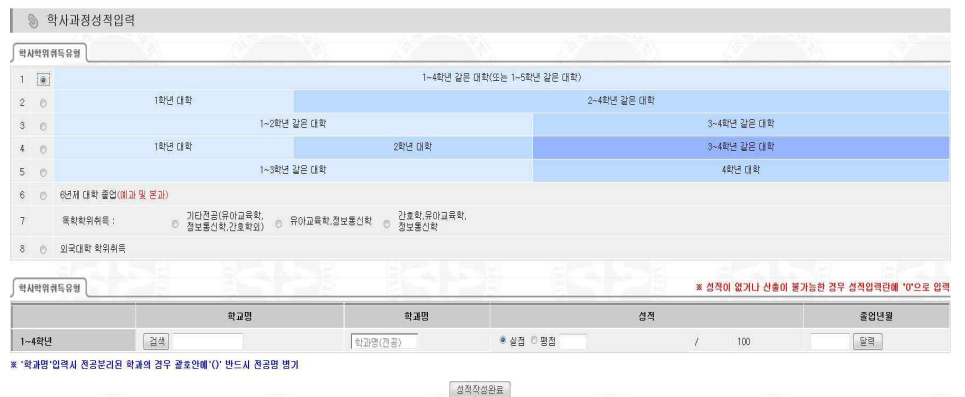 학사과정성적입력
학사학위취득유형
1 1~4학년 같은 대학(또는 1~5학년 같은 대학)
2 1학년 대학 2~4학년 같은 대학
3 1~2학년 같은 대학 3~4학년 같은 대학
4 1학년 대학 2학년 대학 3~4학년 같은 대학
5 1~3학년 같은 대학 4학년 대학
6 6년제 대학 졸업(예과 및 본과)
7 독학학위취득 : 기타전공(유아교육학, 정보통신학,간호학외) 유아교육학,정보통신학 간호학,유아교육학, 정보통신학
8 외국대학 학위취득
학사학위취득유형 ※ 성적이 없거나 산출이 불가능한 경우 성적입력란에 "0"으로 입력
학교명 학과명 성적 졸업년월
1~4학년 검색 학과명(전공) 실점 평점 / 100 달력
※ '학과명'입력시 전공분리된 학과의 경우 괄호안에'()' 반드시 전공명 병기
성적작성완료